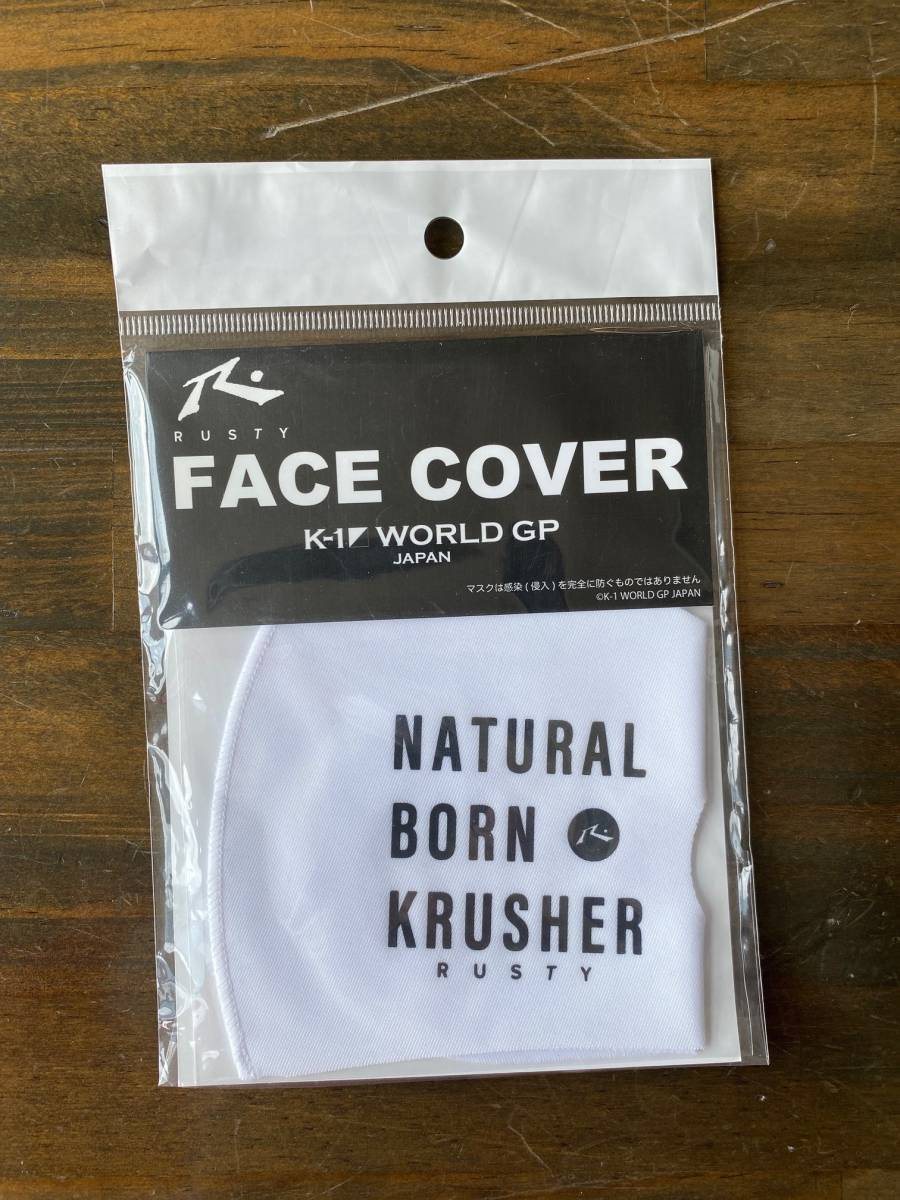 RUSTY
FACE COVER
K-1 WORLD GP
JAPAN
マスクは感染(侵入)を完全に防ぐものではありません
©K-1 WORLD GP JAPAN
NATURAL
BORN
KRUSHER
RUSTY